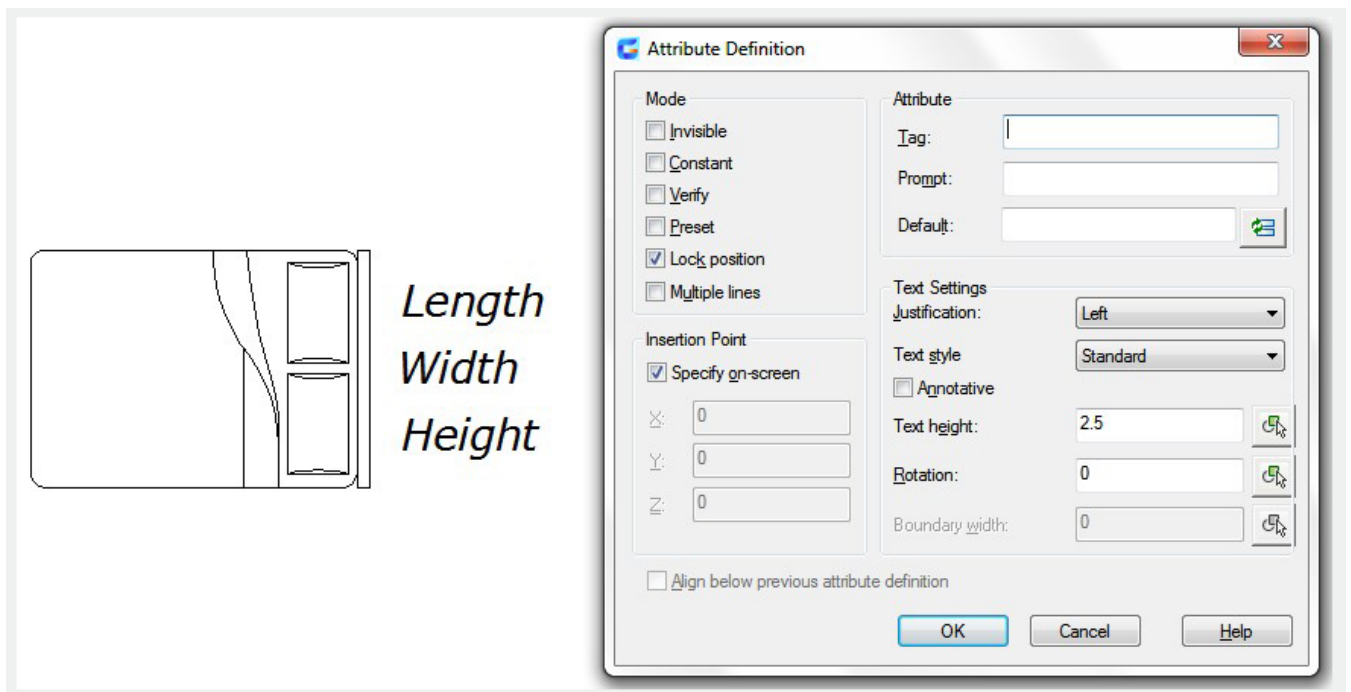 Length
Width
Height
Attribute Definition
Mode
Invisible
Constant
Verify
Preset
Lock position
Multiple lines
Insertion Point
Specify on-screen
X: 0
Y: 0
Z: 0
Attribute
Tag:
Prompt:
Default:
Text Settings
Justification: Left
Text style Standard
Annotative
Text height: 2.5
Rotation: 0
Boundary width: 0
Align below previous attribute definition
OK Cancel Help